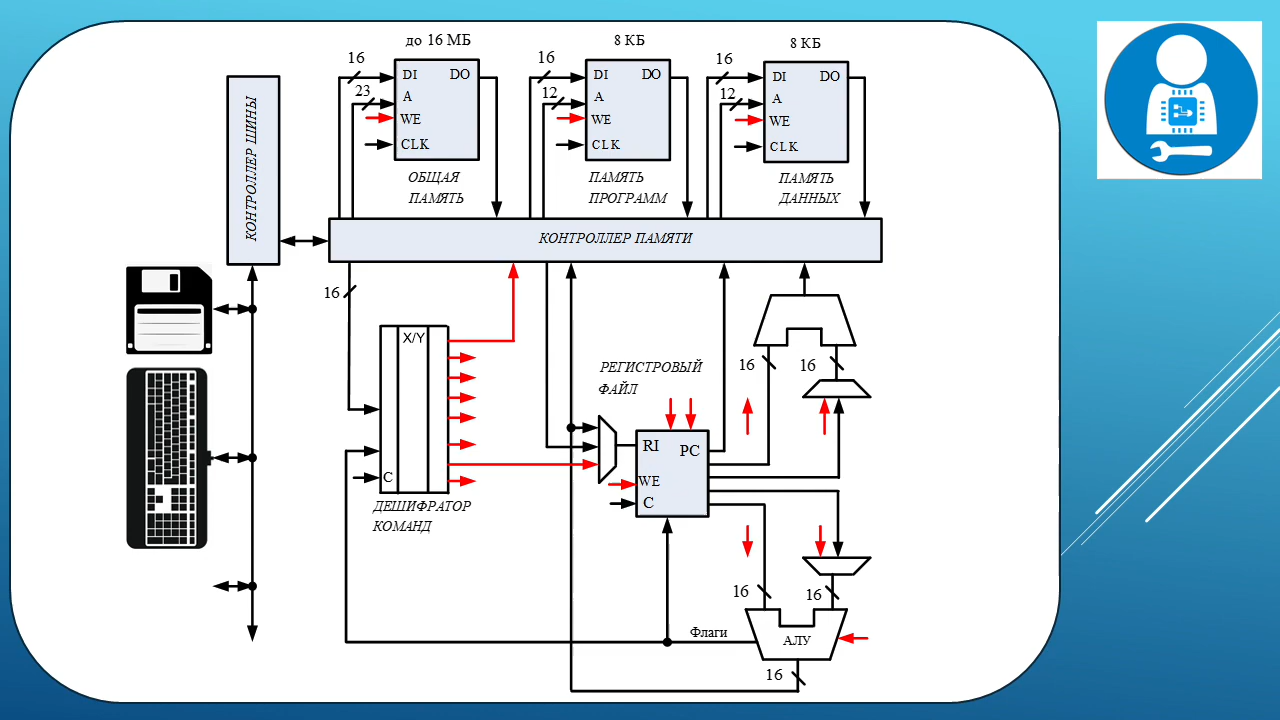 до 16 МБ
16
DI
DO
23
A
WE
CLK
ОБЩАЯ
ПАМЯТЬ
8 КБ
16
DI
DO
12
A
WE
CLK
ПАМЯТЬ
ПРОГРАММ
8 КБ
16
DI
DO
12
A
WE
CLK
ПАМЯТЬ
ДАННЫХ
КОНТРОЛЛЕР ШИНЫ
КОНТРОЛЛЕР ПАМЯТИ
16
X/Y
C
ДЕШИФРАТОР
КОМАНД
РЕГИСТРОВЫЙ
ФАЙЛ
RI
PC
WE
C
16
16
16
16
Флаги
АЛУ
16